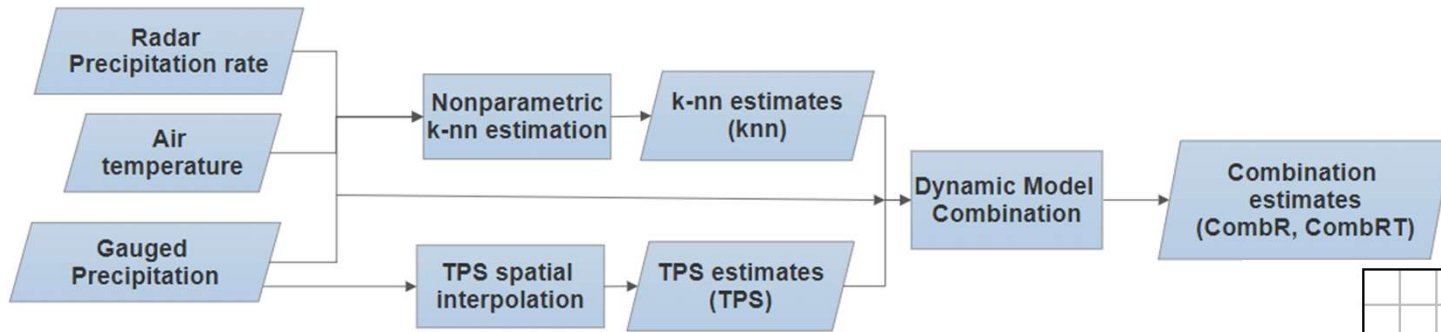 Radar
Precipitation rate
Air
temperature
Gauged
Precipitation
Nonparametric
k-nn estimation
TPS spatial
interpolation
k-nn estimates
(knn)
TPS estimates
(TPS)
Dynamic Model
Combination
Combination
estimates
(CombR, CombRT)